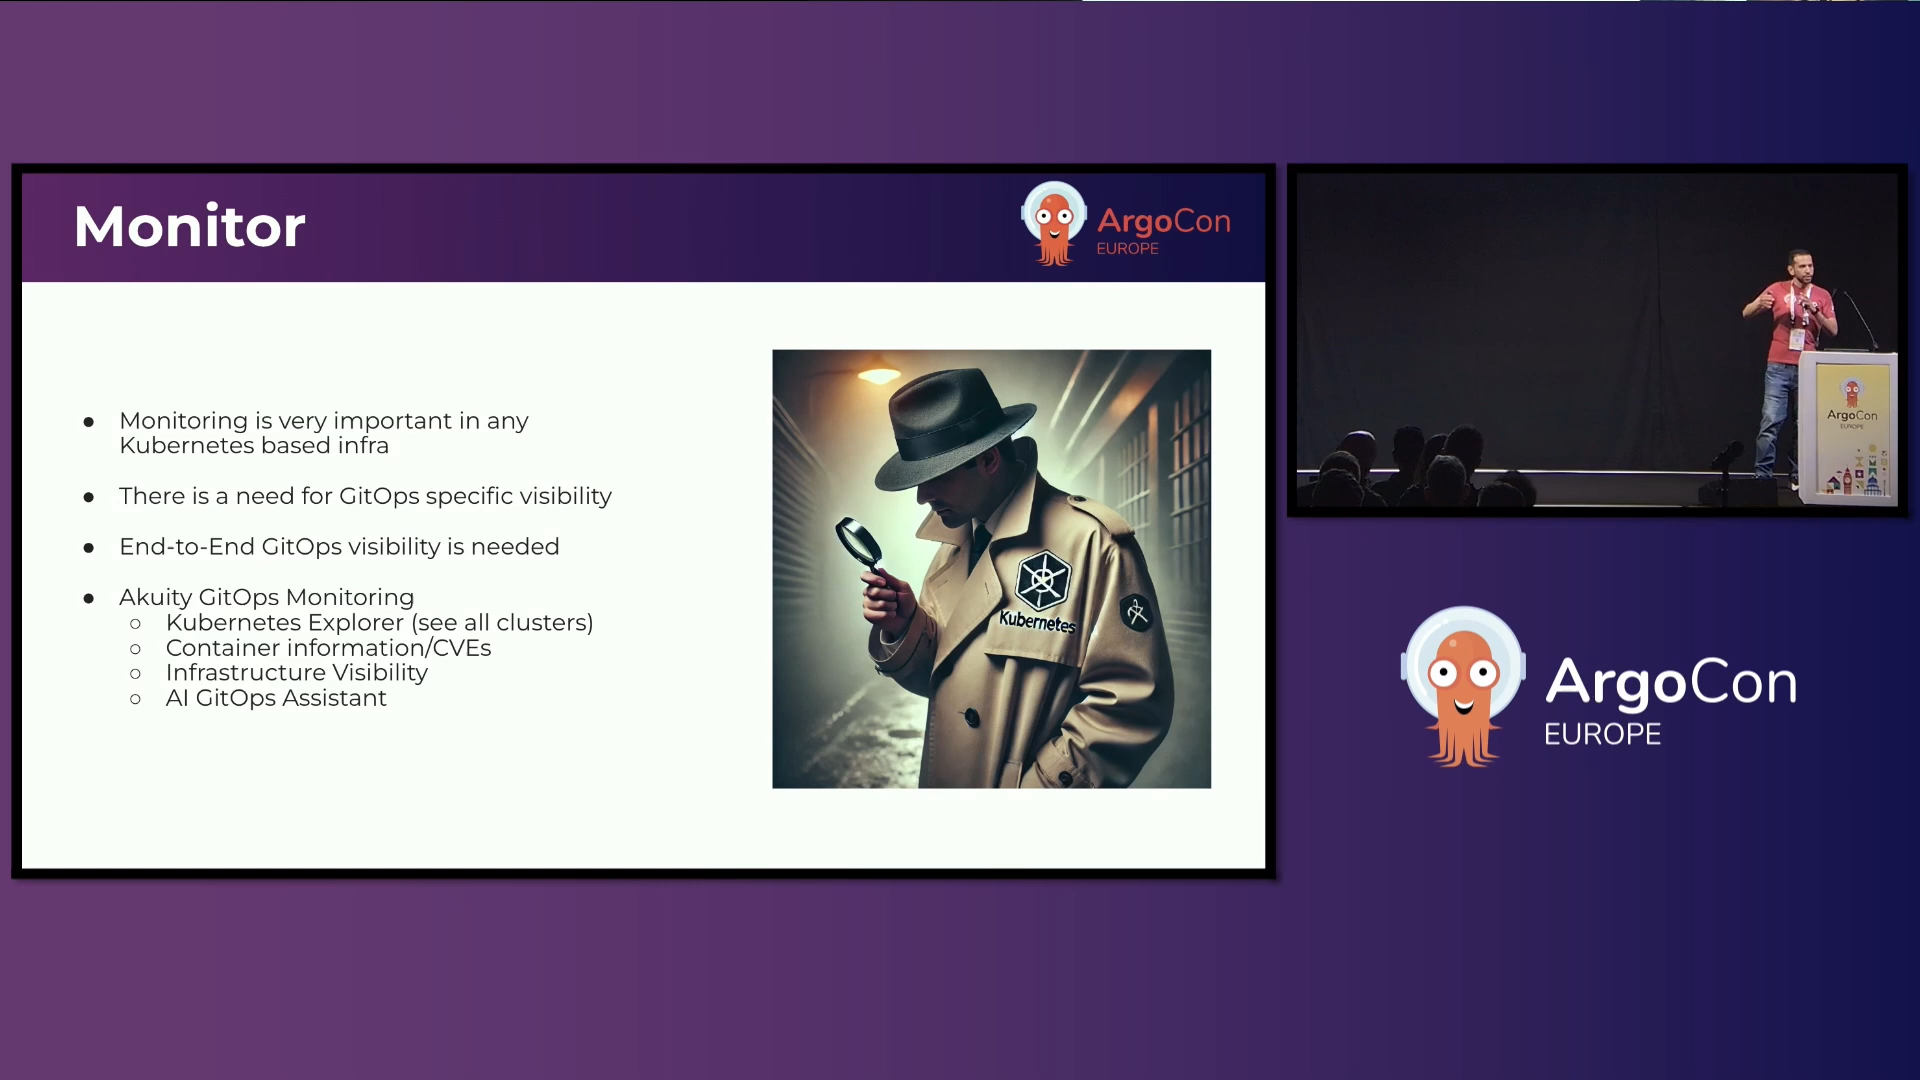 Monitor
ArgoCon
EUROPE
● Monitoring is very important in any
Kubernetes based infra
● There is a need for GitOps specific visibility
● End-to-End GitOps visibility is needed
● Akuity GitOps Monitoring
○ Kubernetes Explorer (see all clusters)
○ Container information/CVEs
○ Infrastructure Visibility
○ AI GitOps Assistant
Kubernetes
ArgoCon
EUROPE
ArgoCon
EUROPE